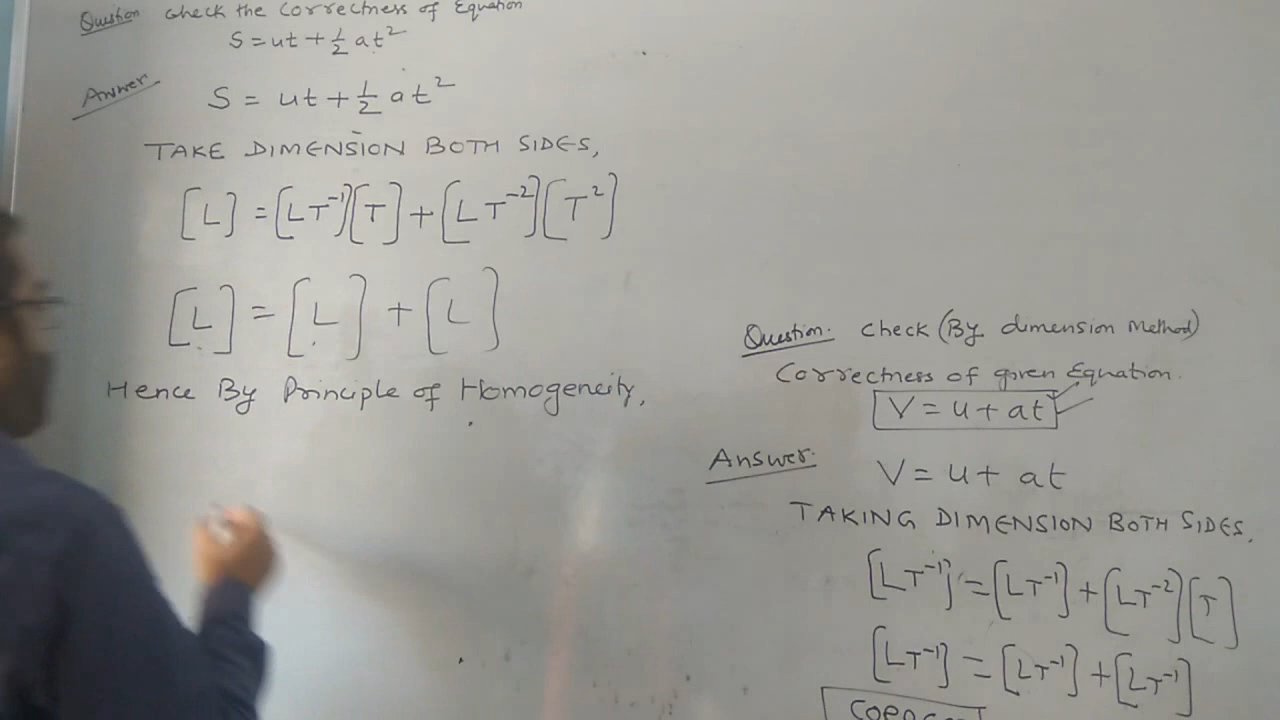 Question Check the Correctness of Equation
S = ut + ½ at²
Answer
S = ut + ½ at²
TAKE DIMENSION BOTH SIDES,
[L] = [LT⁻¹][T] + [LT⁻²][T²]
[L] = [L] + [L]
Hence By Principle of Homogeneity,
Question. Check (By dimension Method)
Correctness of given Equation.
V = u + at
Answer.
V = u + at
TAKING DIMENSION BOTH SIDES,
[LT⁻¹] = [LT⁻¹] + [LT⁻²][T]
[LT⁻¹] = [LT⁻¹] + [LT⁻¹]